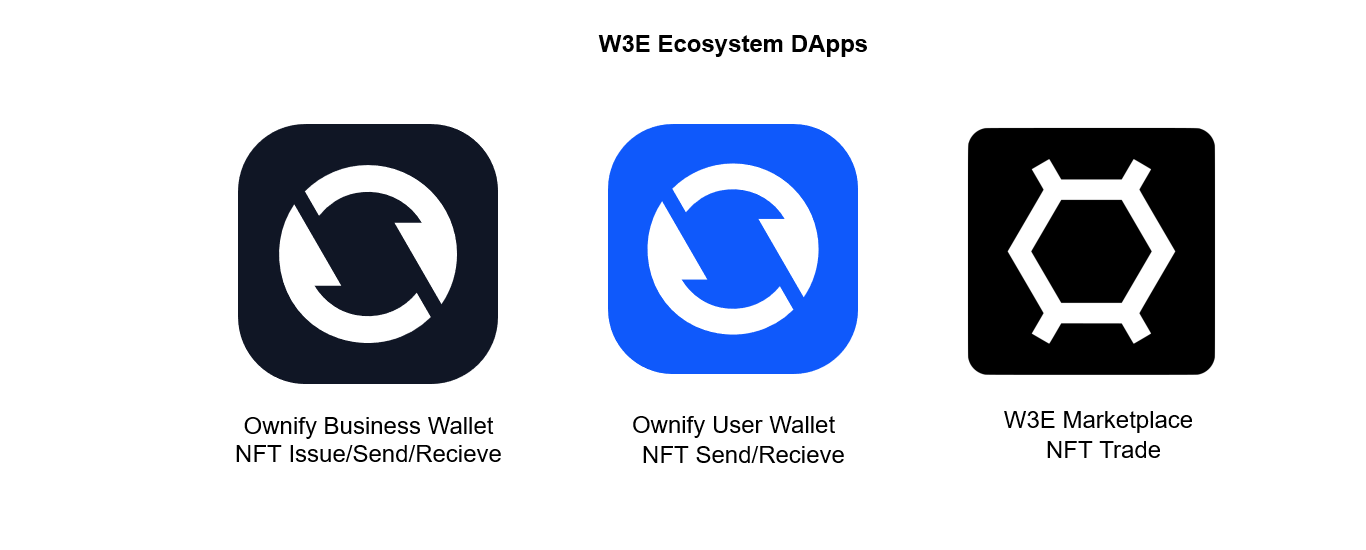 W3E Ecosystem DApps
Ownify Business Wallet
NFT Issue/Send/Recieve
Ownify User Wallet
NFT Send/Recieve
W3E Marketplace
NFT Trade